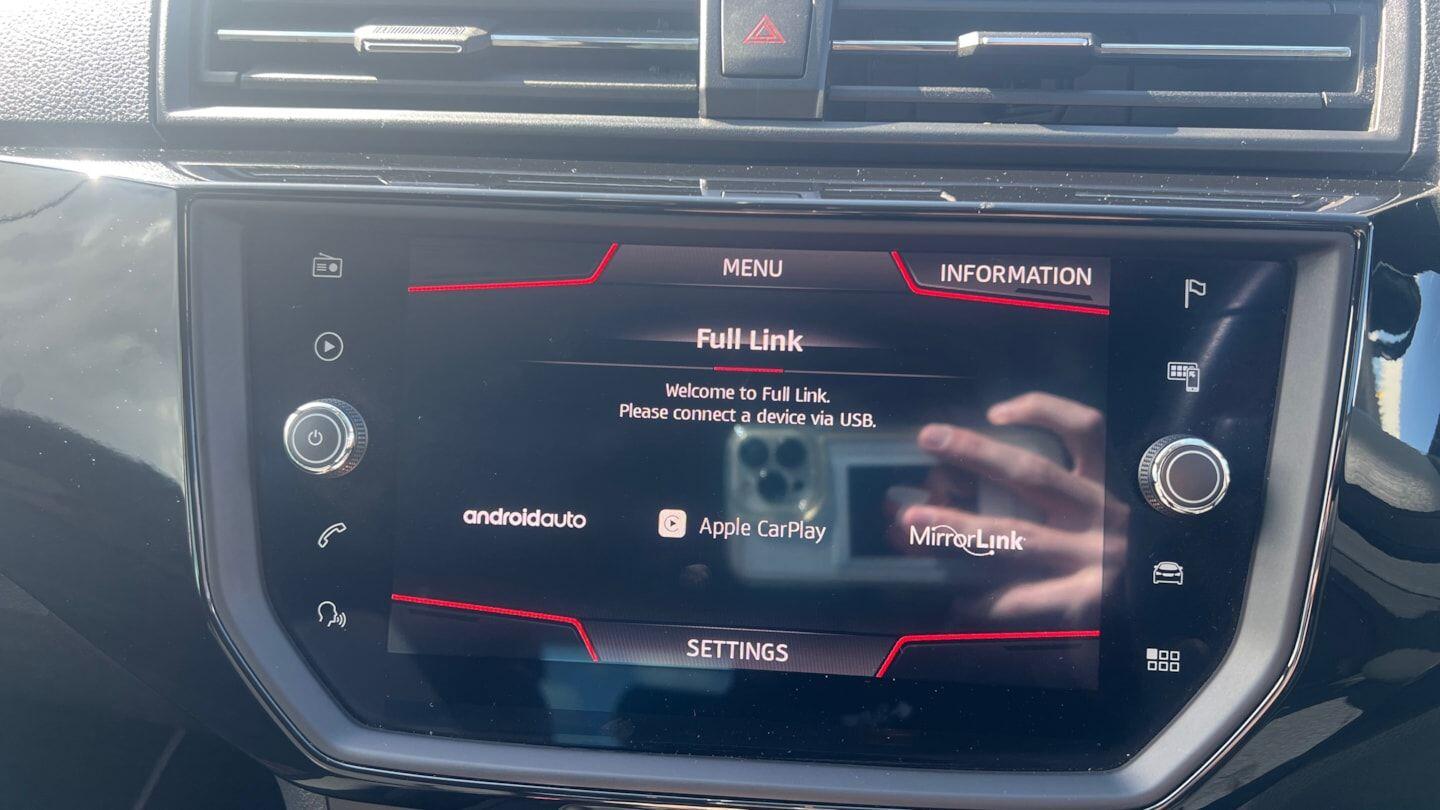 MENU
INFORMATION
Full Link
Welcome to Full Link.
Please connect a device via USB.
androidauto
Apple CarPlay
MirrorLink
SETTINGS